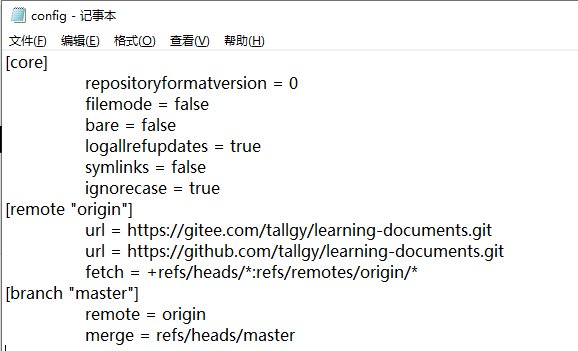 config - 记事本
文件(F) 编辑(E) 格式(O) 查看(V) 帮助(H)
[core]
repositoryformatversion = 0
filemode = false
bare = false
logallrefupdates = true
symlinks = false
ignorecase = true
[remote "origin"]
url = https://gitee.com/tallgy/learning-documents.git
url = https://github.com/tallgy/learning-documents.git
fetch = +refs/heads/*:refs/remotes/origin/*
[branch "master"]
remote = origin
merge = refs/heads/master